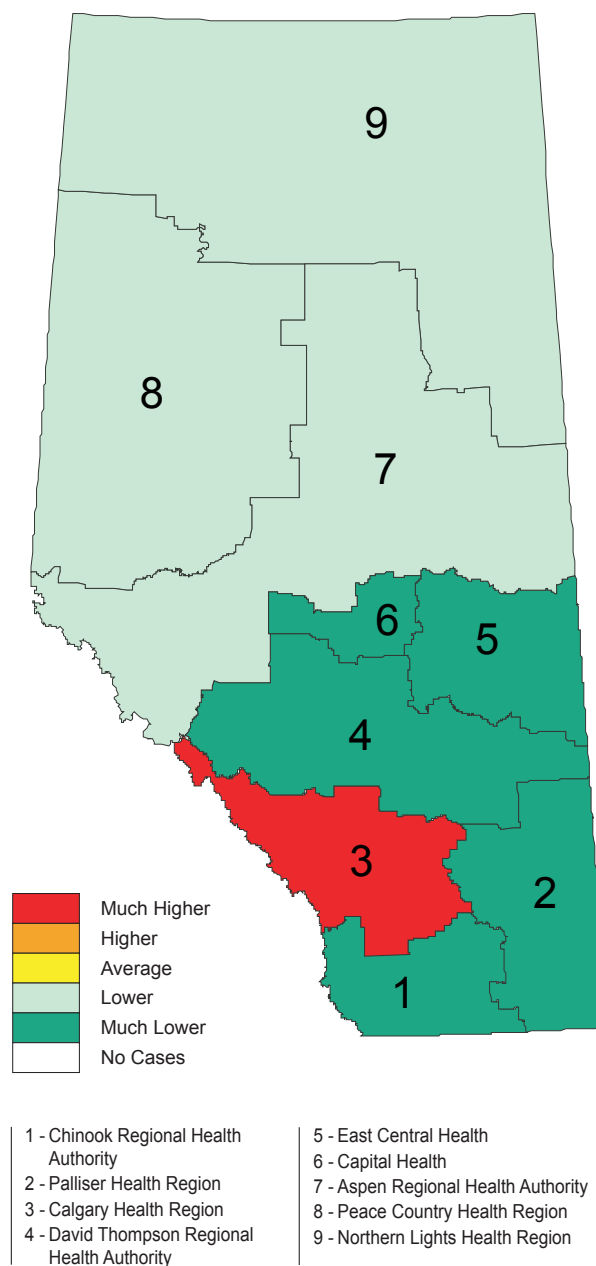 9
8
7
6
5
4
3
2
1
Much Higher
Higher
Average
Lower
Much Lower
No Cases
1 - Chinook Regional Health
Authority
2 - Palliser Health Region
3 - Calgary Health Region
4 - David Thompson Regional
Health Authority
5 - East Central Health
6 - Capital Health
7 - Aspen Regional Health Authority
8 - Peace Country Health Region
9 - Northern Lights Health Region